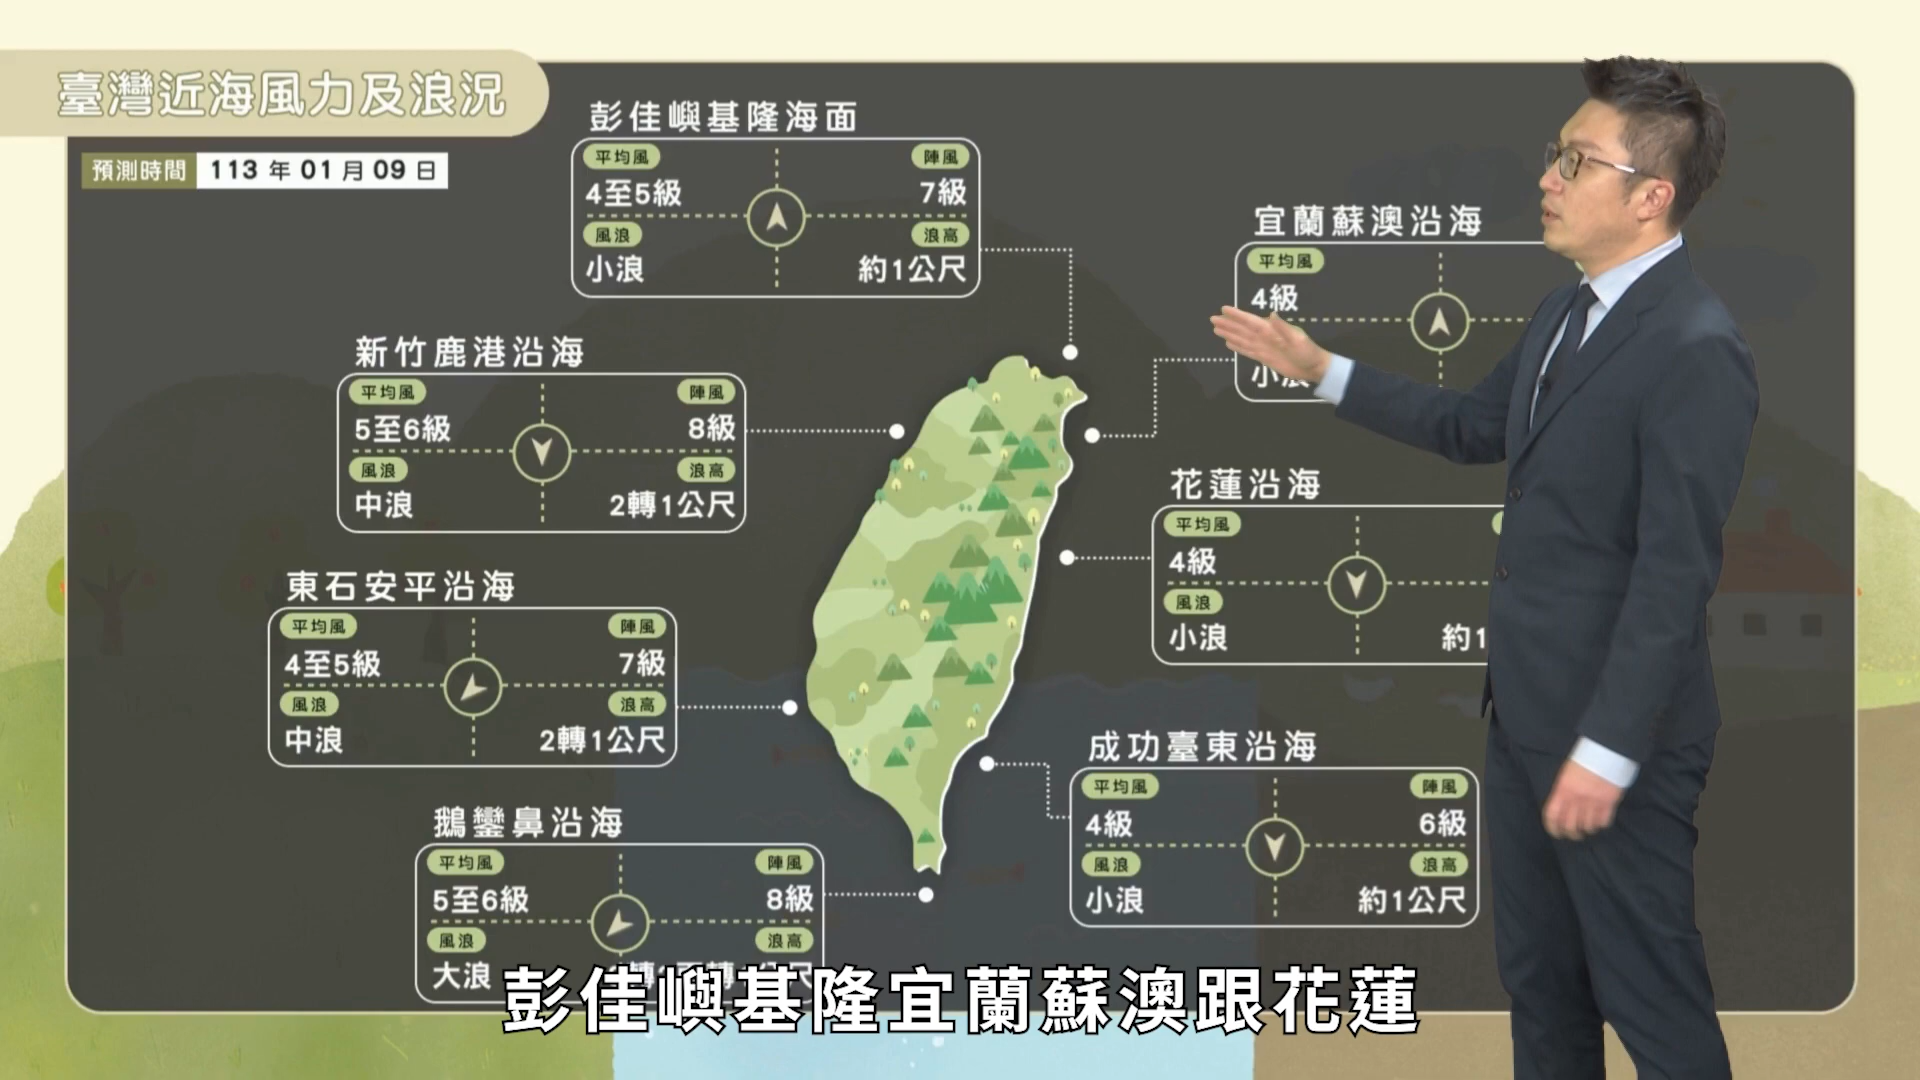 臺灣近海風力及浪況
預測時間 113 年 01 月 09 日
彭佳嶼基隆海面
平均風 陣風
4至5級 7級
風浪 浪高
小浪 約1公尺
宜蘭蘇澳沿海
平均風
4級
小浪
新竹鹿港沿海
平均風 陣風
5至6級 8級
風浪 浪高
中浪 2轉1公尺
花蓮沿海
平均風
4級
風浪
小浪 約1
東石安平沿海
平均風 陣風
4至5級 7級
風浪 浪高
中浪 2轉1公尺
成功臺東沿海
平均風 陣風
4級 6級
風浪 浪高
小浪 約1公尺
鵝鑾鼻沿海
平均風 陣風
5至6級 8級
風浪 浪高
大浪
彭佳嶼基隆宜蘭蘇澳跟花蓮